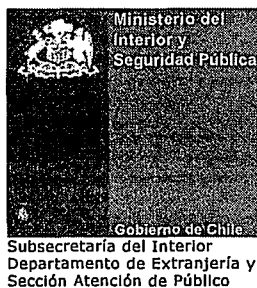 Ministerio del
Interior y
Seguridad Pública
Gobierno de Chile
Subsecretaría del Interior
Departamento de Extranjería y
Sección Atención de Público